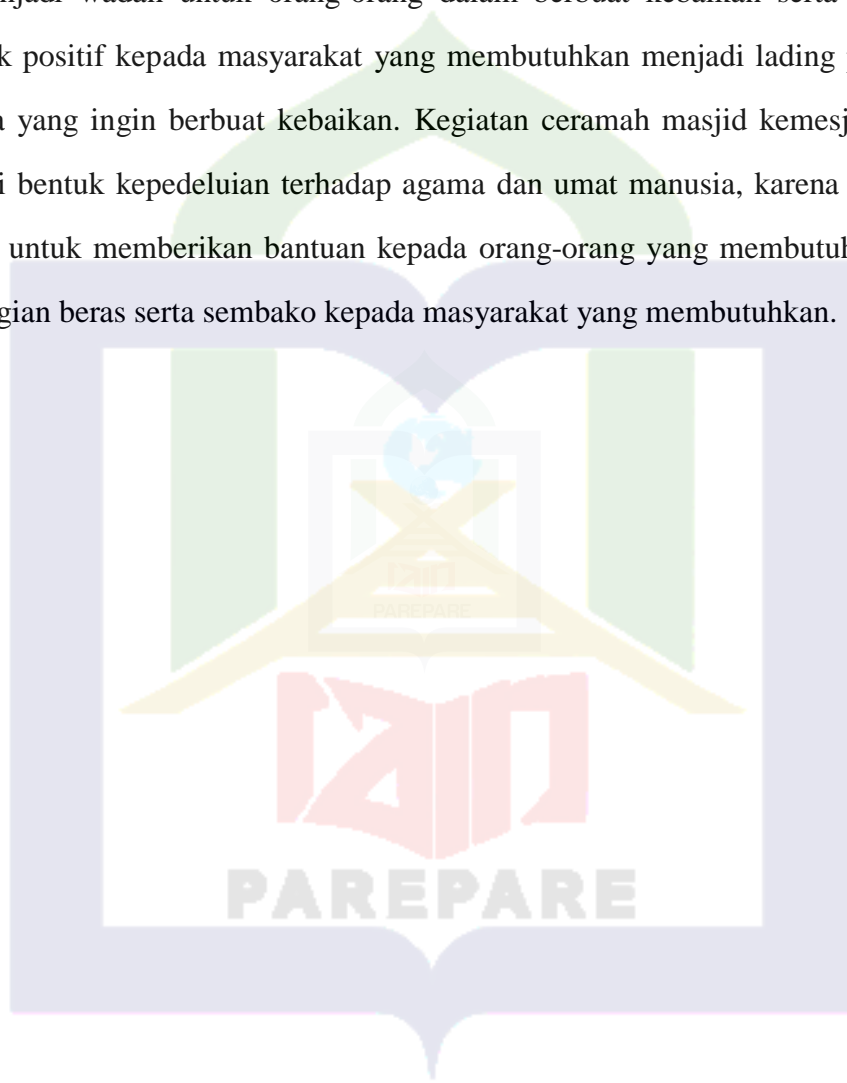 njadi wadah untuk orang-orang dalam berbuat kebaikan serta
k positif kepada masyarakat yang membutuhkan menjadi lading
a yang ingin berbuat kebaikan. Kegiatan ceramah masjid kemesj
i bentuk kepedeluian terhadap agama dan umat manusia, karena
untuk memberikan bantuan kepada orang-orang yang membutuh
gian beras serta sembako kepada masyarakat yang membutuhkan.
IAIN
PAREPARE
IAIN
PAREPARE